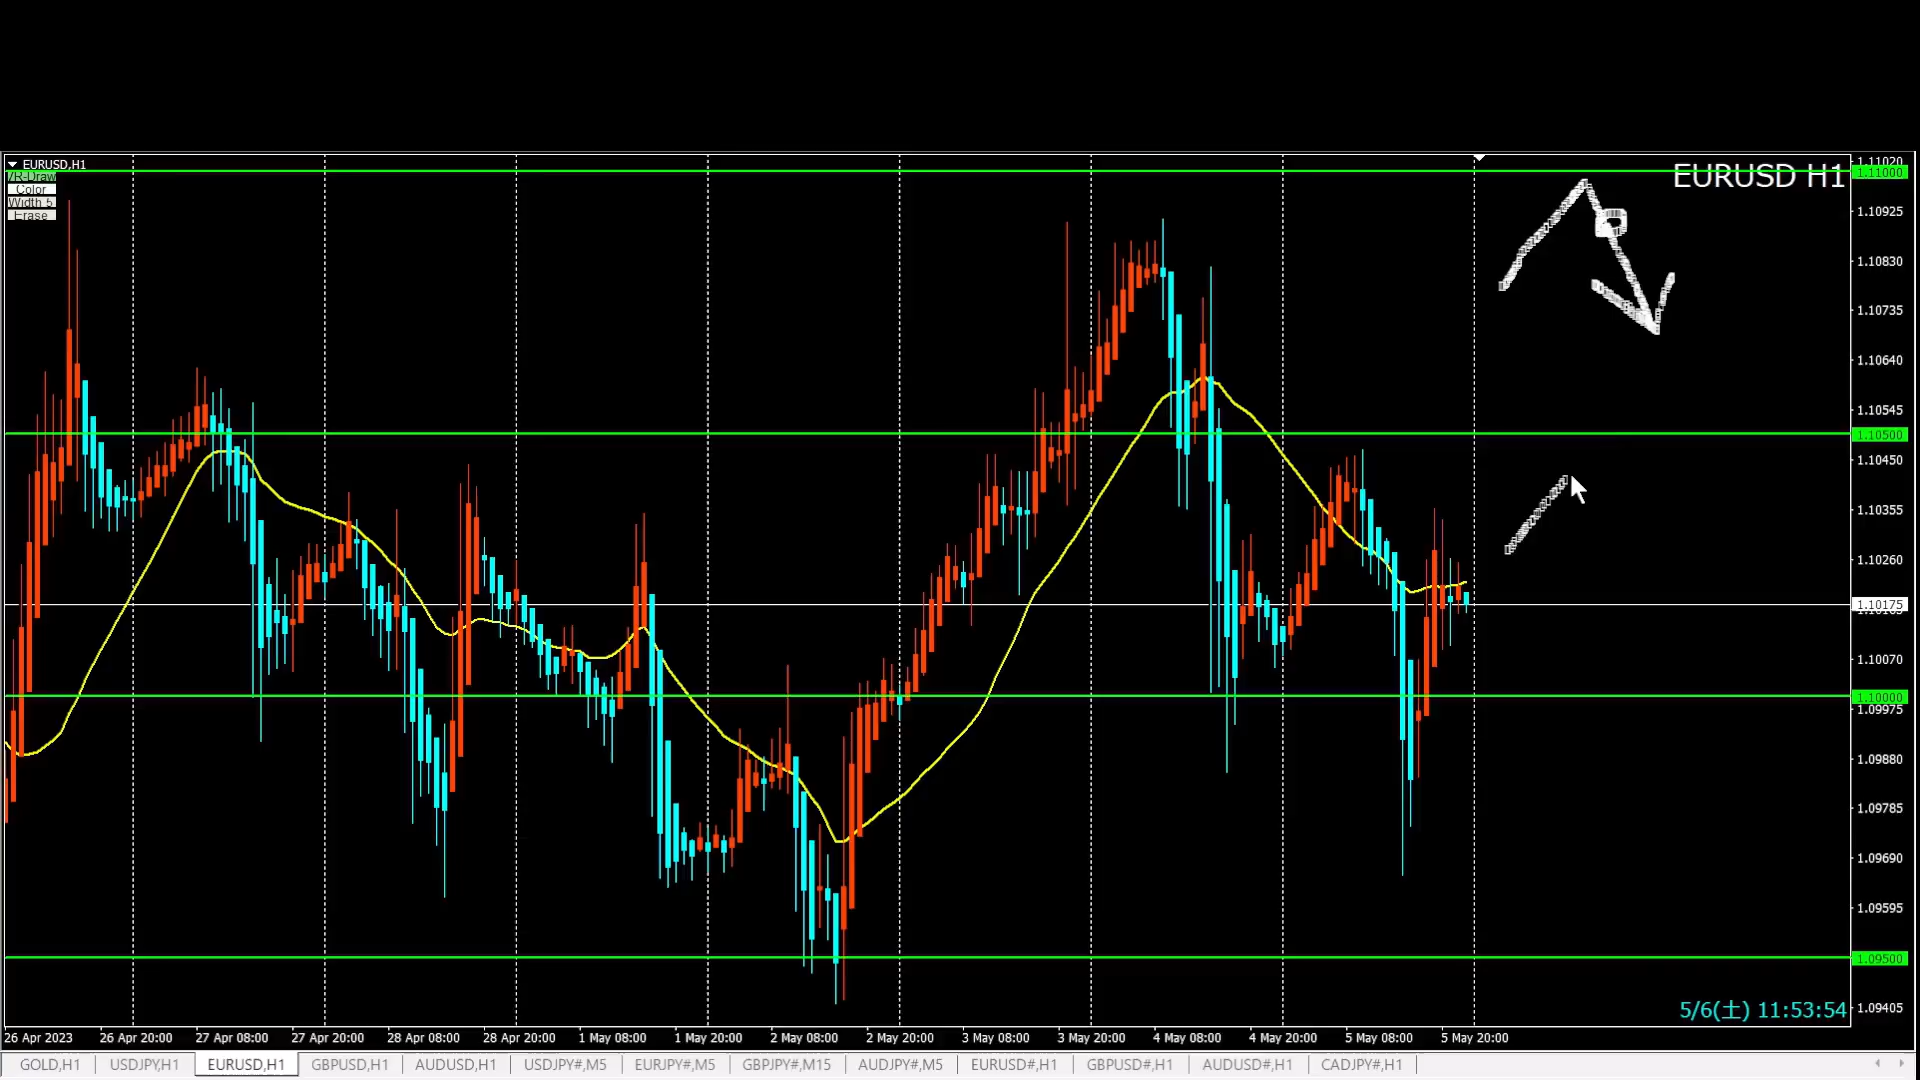 EURUSD,H1
/R-Draw
Color
Width 5
Erase
EURUSD H1
1.11020
1.11000
1.10925
1.10830
1.10735
1.10640
1.10545
1.10500
1.10450
1.10355
1.10260
1.10175
1.10070
1.10000
1.09975
1.09880
1.09785
1.09690
1.09595
1.09500
1.09405
5/6(土) 11:53:54
26 Apr 2023 26 Apr 20:00 27 Apr 08:00 27 Apr 20:00 28 Apr 08:00 28 Apr 20:00 1 May 08:00 1 May 20:00 2 May 08:00 2 May 20:00 3 May 08:00 3 May 20:00 4 May 08:00 4 May 20:00 5 May 08:00 5 May 20:00
GOLD,H1 USDJPY,H1 EURUSD,H1 GBPUSD,H1 AUDUSD,H1 USDJPY#,M5 EURJPY#,M5 GBPJPY#,M15 AUDJPY#,M5 EURUSD#,H1 GBPUSD#,H1 AUDUSD#,H1 CADJPY#,H1